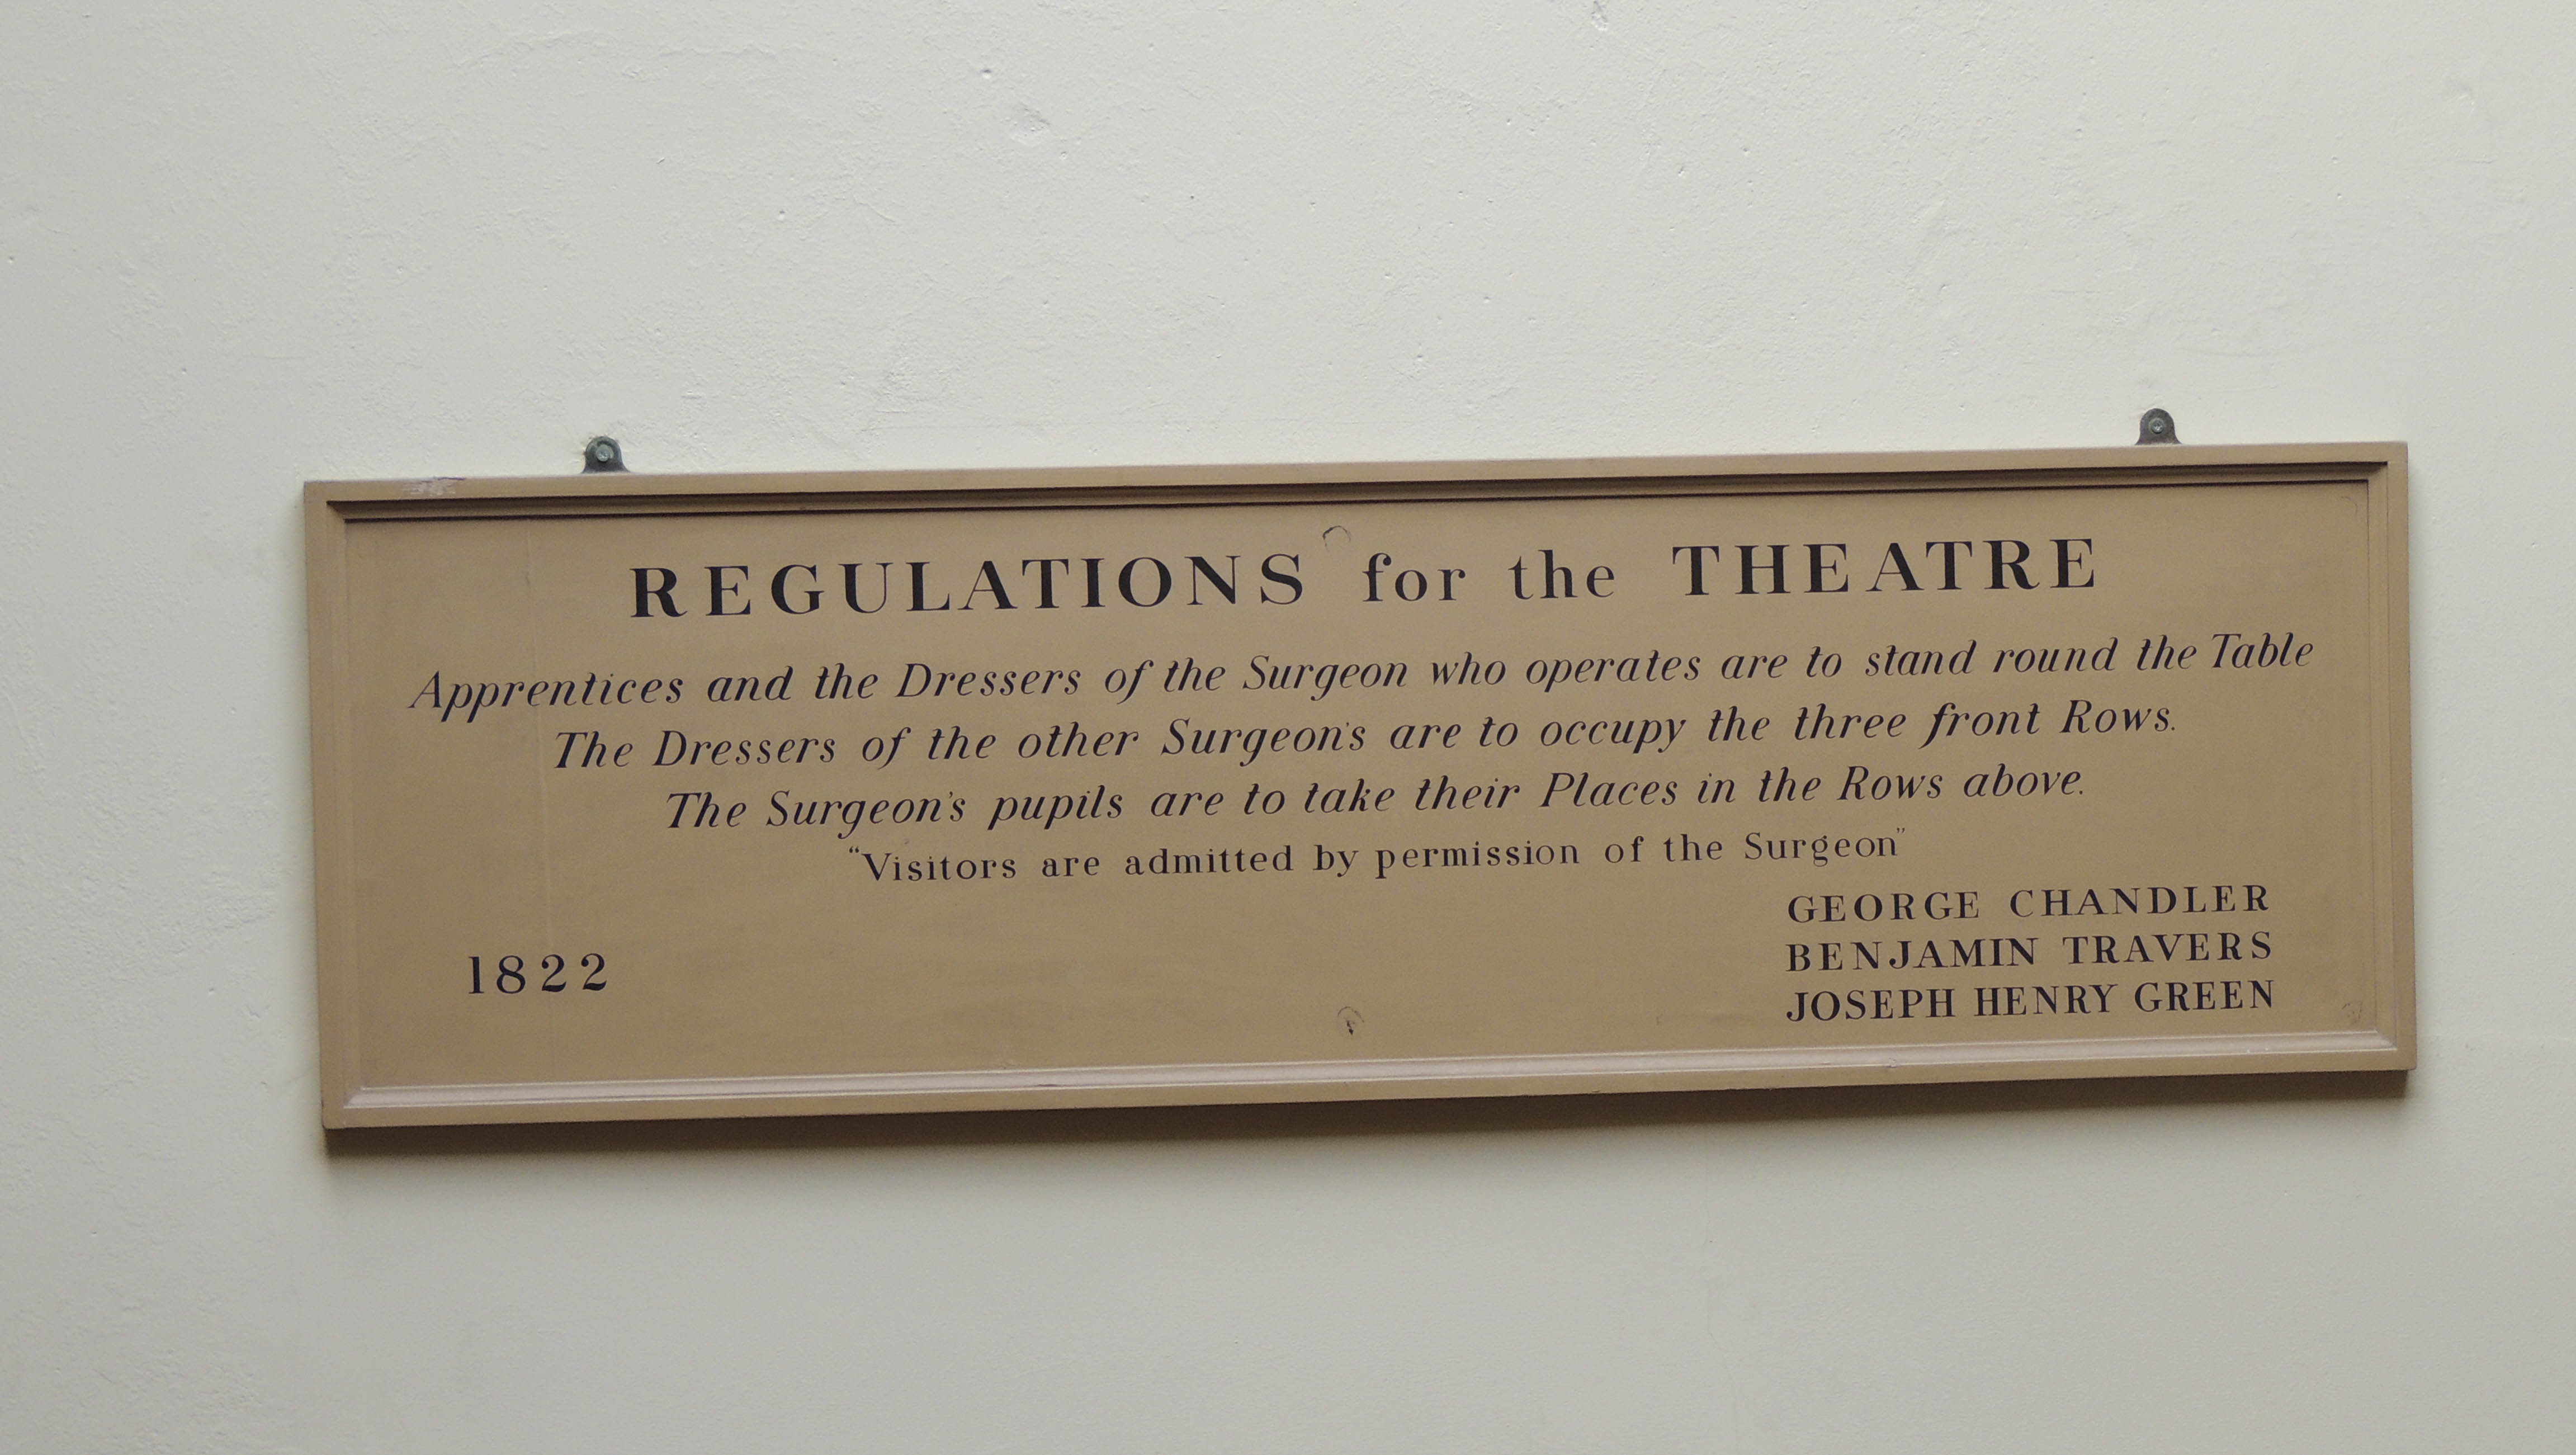 REGULATIONS for the THEATRE
Apprentices and the Dressers of the Surgeon who operates are to stand round the Table
The Dressers of the other Surgeon's are to occupy the three front Rows.
The Surgeon's pupils are to take their Places in the Rows above.
"Visitors are admitted by permission of the Surgeon"
GEORGE CHANDLER
BENJAMIN TRAVERS
JOSEPH HENRY GREEN
1822